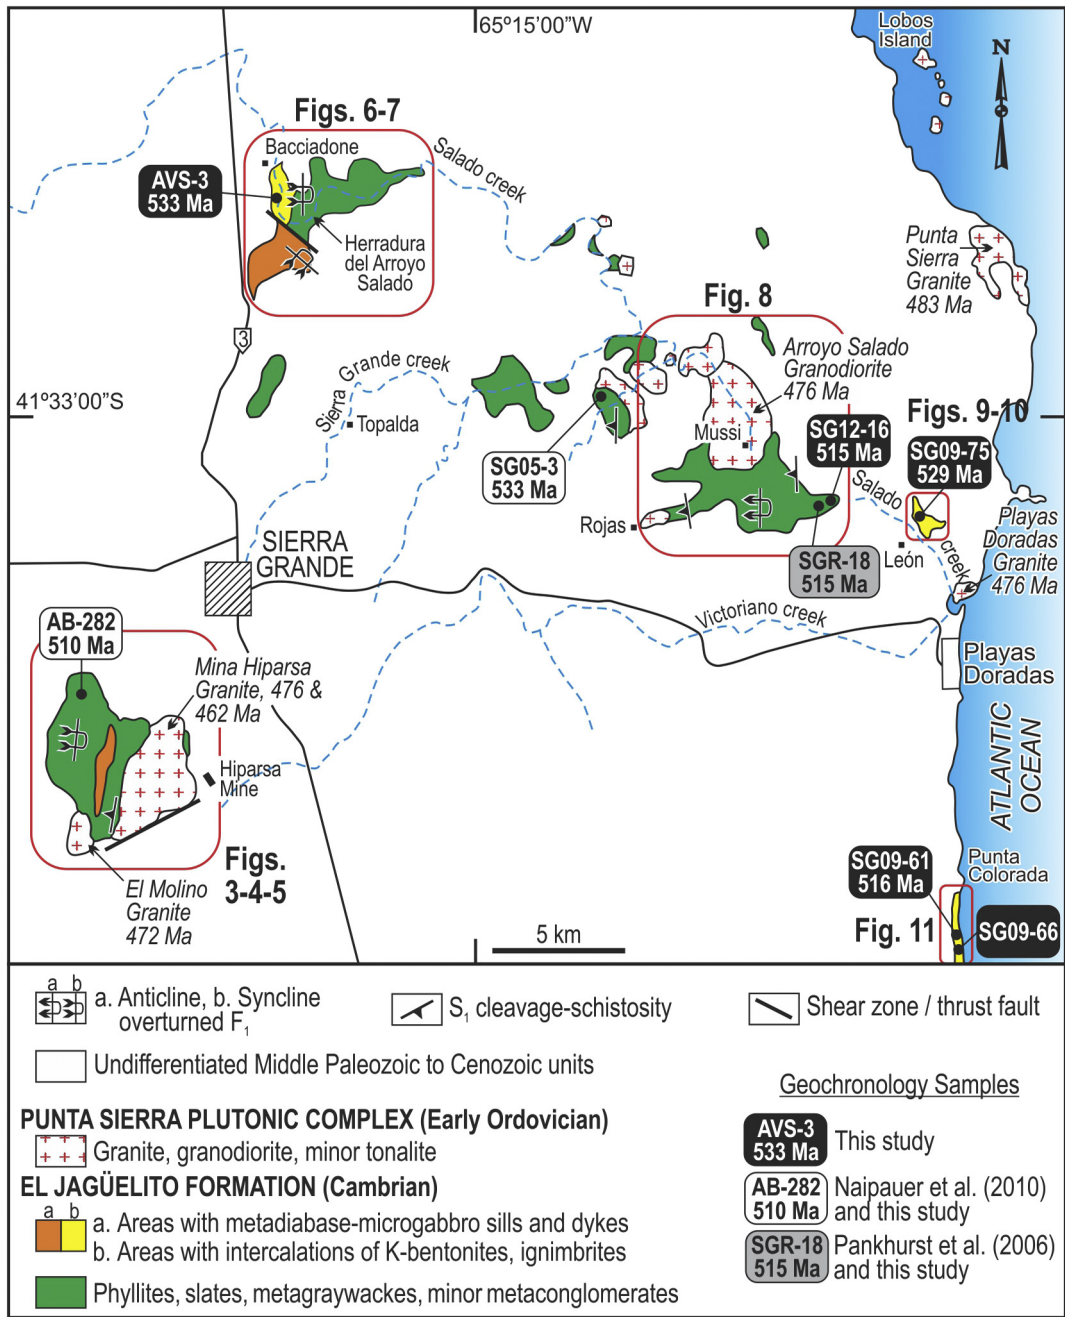 65º15'00"W
Lobos
Island
N
Figs. 6-7
Bacciadone
Salado creek
AVS-3
533 Ma
Herradura
del Arroyo
Salado
Punta
Sierra
Granite
483 Ma
Fig. 8
3
Arroyo Salado
Granodiorite
476 Ma
Sierra Grande creek
41º33'00"S
Topalda
Mussi
Figs. 9-10
SG12-16
515 Ma
SG09-75
529 Ma
SG05-3
533 Ma
Salado creek
Rojas
Playas
Doradas
Granite
476 Ma
SIERRA
GRANDE
León
SGR-18
515 Ma
Victoriano creek
AB-282
510 Ma
Mina Hiparsa
Granite, 476 &
462 Ma
Playas
Doradas
Hiparsa
Mine
ATLANTIC
OCEAN
Figs.
3-4-5
El Molino
Granite
472 Ma
SG09-61
516 Ma
Punta
Colorada
Fig. 11
SG09-66
5 km
a b
a. Anticline, b. Syncline
overturned F1
S1 cleavage-schistosity
Shear zone / thrust fault
Undifferentiated Middle Paleozoic to Cenozoic units
PUNTA SIERRA PLUTONIC COMPLEX (Early Ordovician)
Granite, granodiorite, minor tonalite
EL JAGÜELITO FORMATION (Cambrian)
a b
a. Areas with metadiabase-microgabbro sills and dykes
b. Areas with intercalations of K-bentonites, ignimbrites
Phyllites, slates, metagraywackes, minor metaconglomerates
Geochronology Samples
AVS-3
533 Ma
This study
AB-282
510 Ma
Naipauer et al. (2010)
and this study
SGR-18
515 Ma
Pankhurst et al. (2006)
and this study